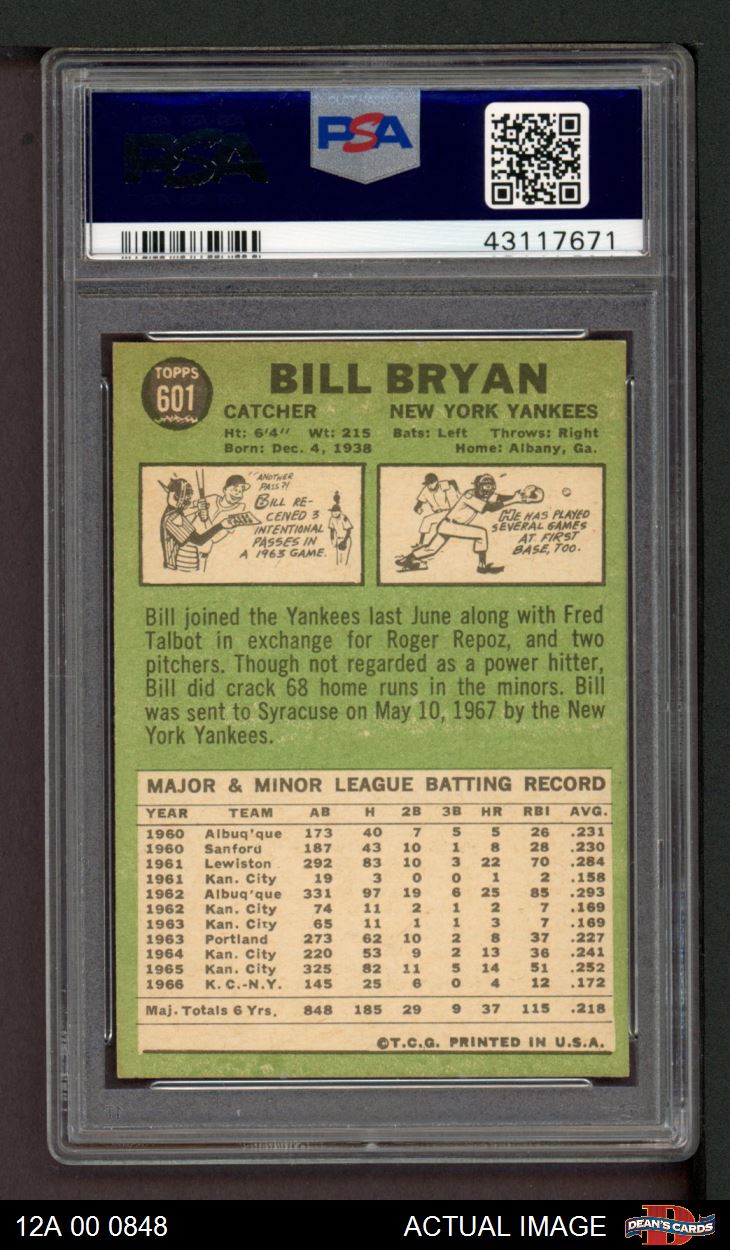 PSA
PSA
43117671
TOPPS
601
BILL BRYAN
CATCHER NEW YORK YANKEES
Ht: 6'4" Wt: 215 Bats: Left Throws: Right
Born: Dec. 4, 1938 Home: Albany, Ga.
"ANOTHER
PASS?!
BILL RE-
CENED 3
INTENTIONAL
PASSES IN
A 1963 GAME.
HE HAS PLAYED
SEVERAL GAMES
AT FIRST
BASE, TOO.
Bill joined the Yankees last June along with Fred
Talbot in exchange for Roger Repoz, and two
pitchers. Though not regarded as a power hitter,
Bill did crack 68 home runs in the minors. Bill
was sent to Syracuse on May 10, 1967 by the New
York Yankees.
MAJOR & MINOR LEAGUE BATTING RECORD
YEAR TEAM AB H 2B 3B HR RBI AVG.
1960 Albuq'que 173 40 7 5 5 26 .231
1960 Sanford 187 43 10 1 8 28 .230
1961 Lewiston 292 83 10 3 22 70 .284
1961 Kan. City 19 3 0 0 1 2 .158
1962 Albuq'que 331 97 19 6 25 85 .293
1962 Kan. City 74 11 2 1 2 7 .169
1963 Kan. City 65 11 1 1 3 7 .169
1963 Portland 273 62 10 2 8 37 .227
1964 Kan. City 220 53 9 2 13 36 .241
1965 Kan. City 325 82 11 5 14 51 .252
1966 K. C.-N.Y. 145 25 6 0 4 12 .172
Maj. Totals 6 Yrs. 848 185 29 9 37 115 .218
©T.C.G. PRINTED IN U.S.A.
12A 00 0848 ACTUAL IMAGE DEAN'S CARDS